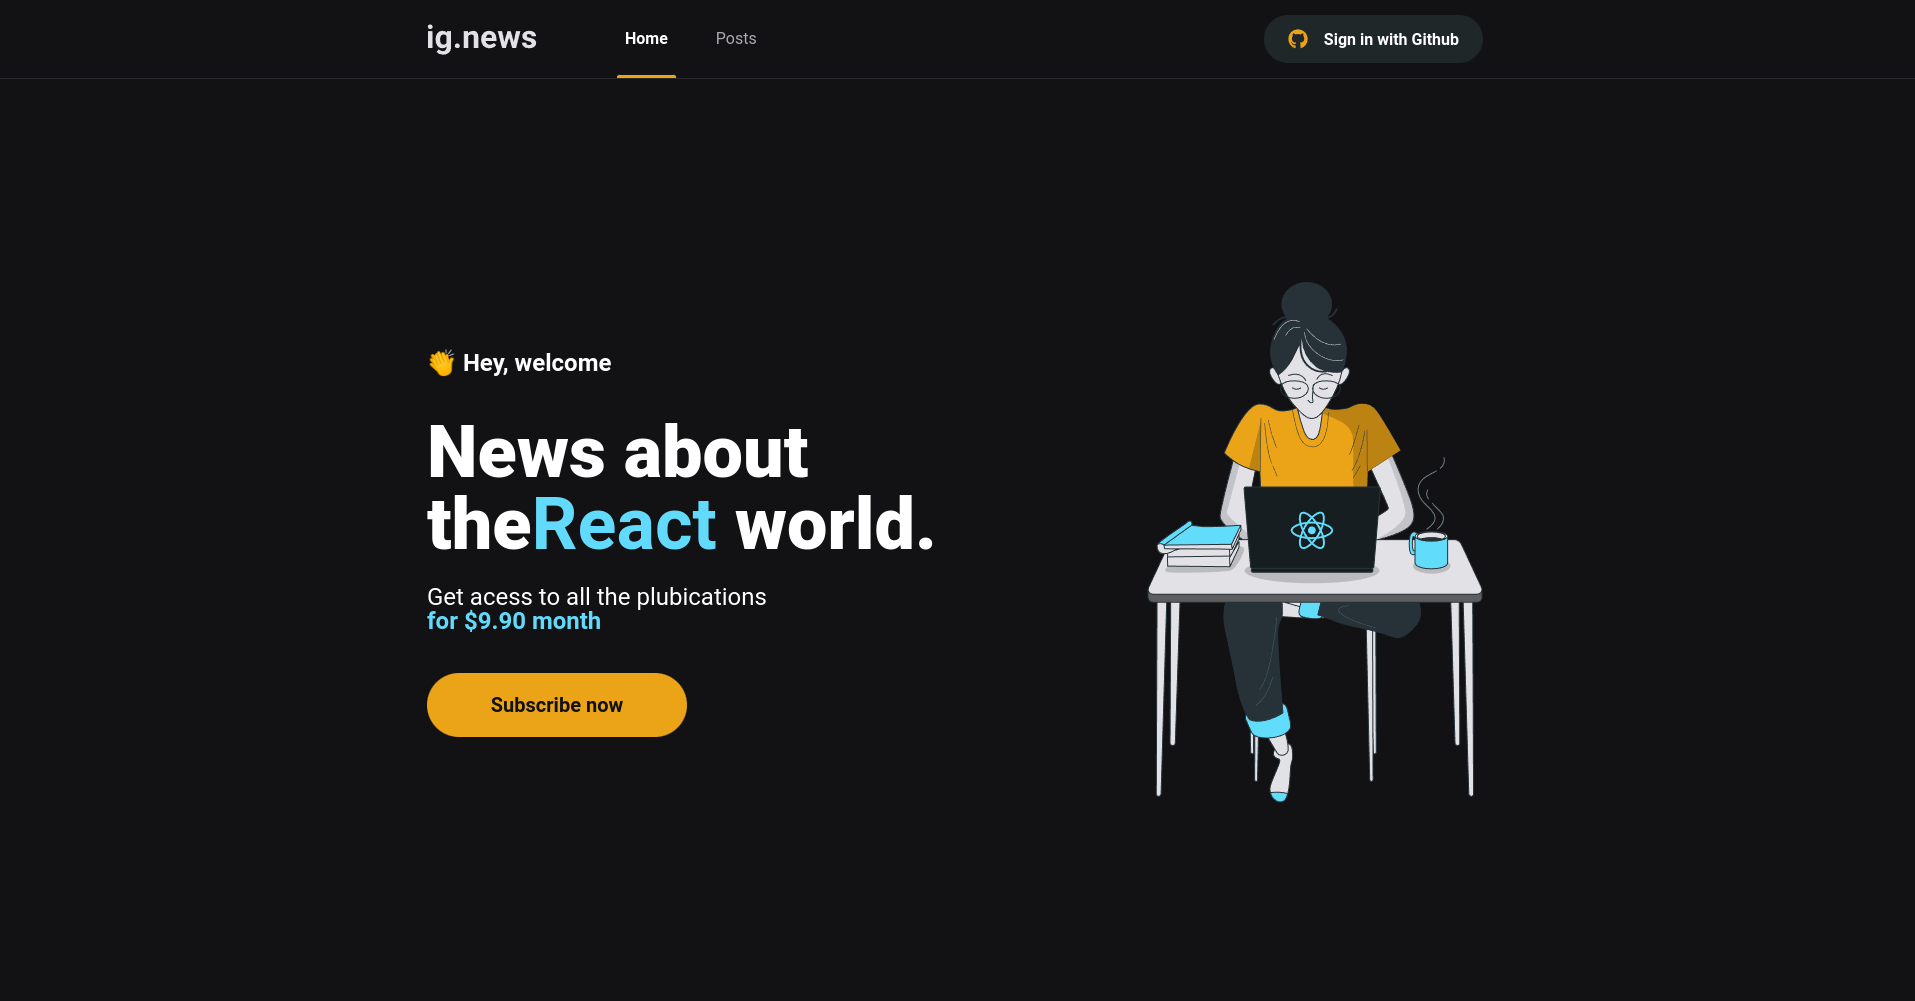 ig.news
Home
Posts
Sign in with Github
👏 Hey, welcome
News about
theReact world.
Get acess to all the plubications
for $9.90 month
Subscribe now